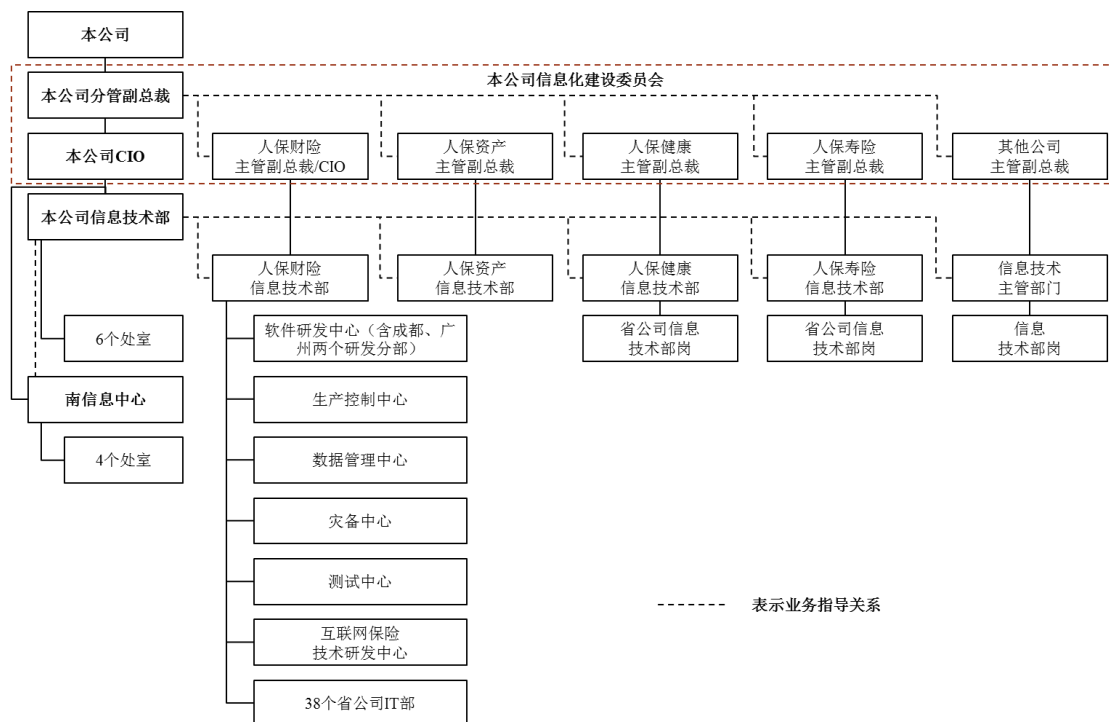 本公司
本公司信息化建设委员会
本公司分管副总裁
本公司CIO
人保财险
主管副总裁/CIO
人保资产
主管副总裁
人保健康
主管副总裁
人保寿险
主管副总裁
其他公司
主管副总裁
本公司信息技术部
人保财险
信息技术部
人保资产
信息技术部
人保健康
信息技术部
人保寿险
信息技术部
信息技术
主管部门
6个处室
软件研发中心（含成都、广
州两个研发分部）
省公司信息
技术部岗
省公司信息
技术部岗
信息
技术部岗
南信息中心
生产控制中心
4个处室
数据管理中心
灾备中心
测试中心
表示业务指导关系
互联网保险
技术研发中心
38个省公司IT部